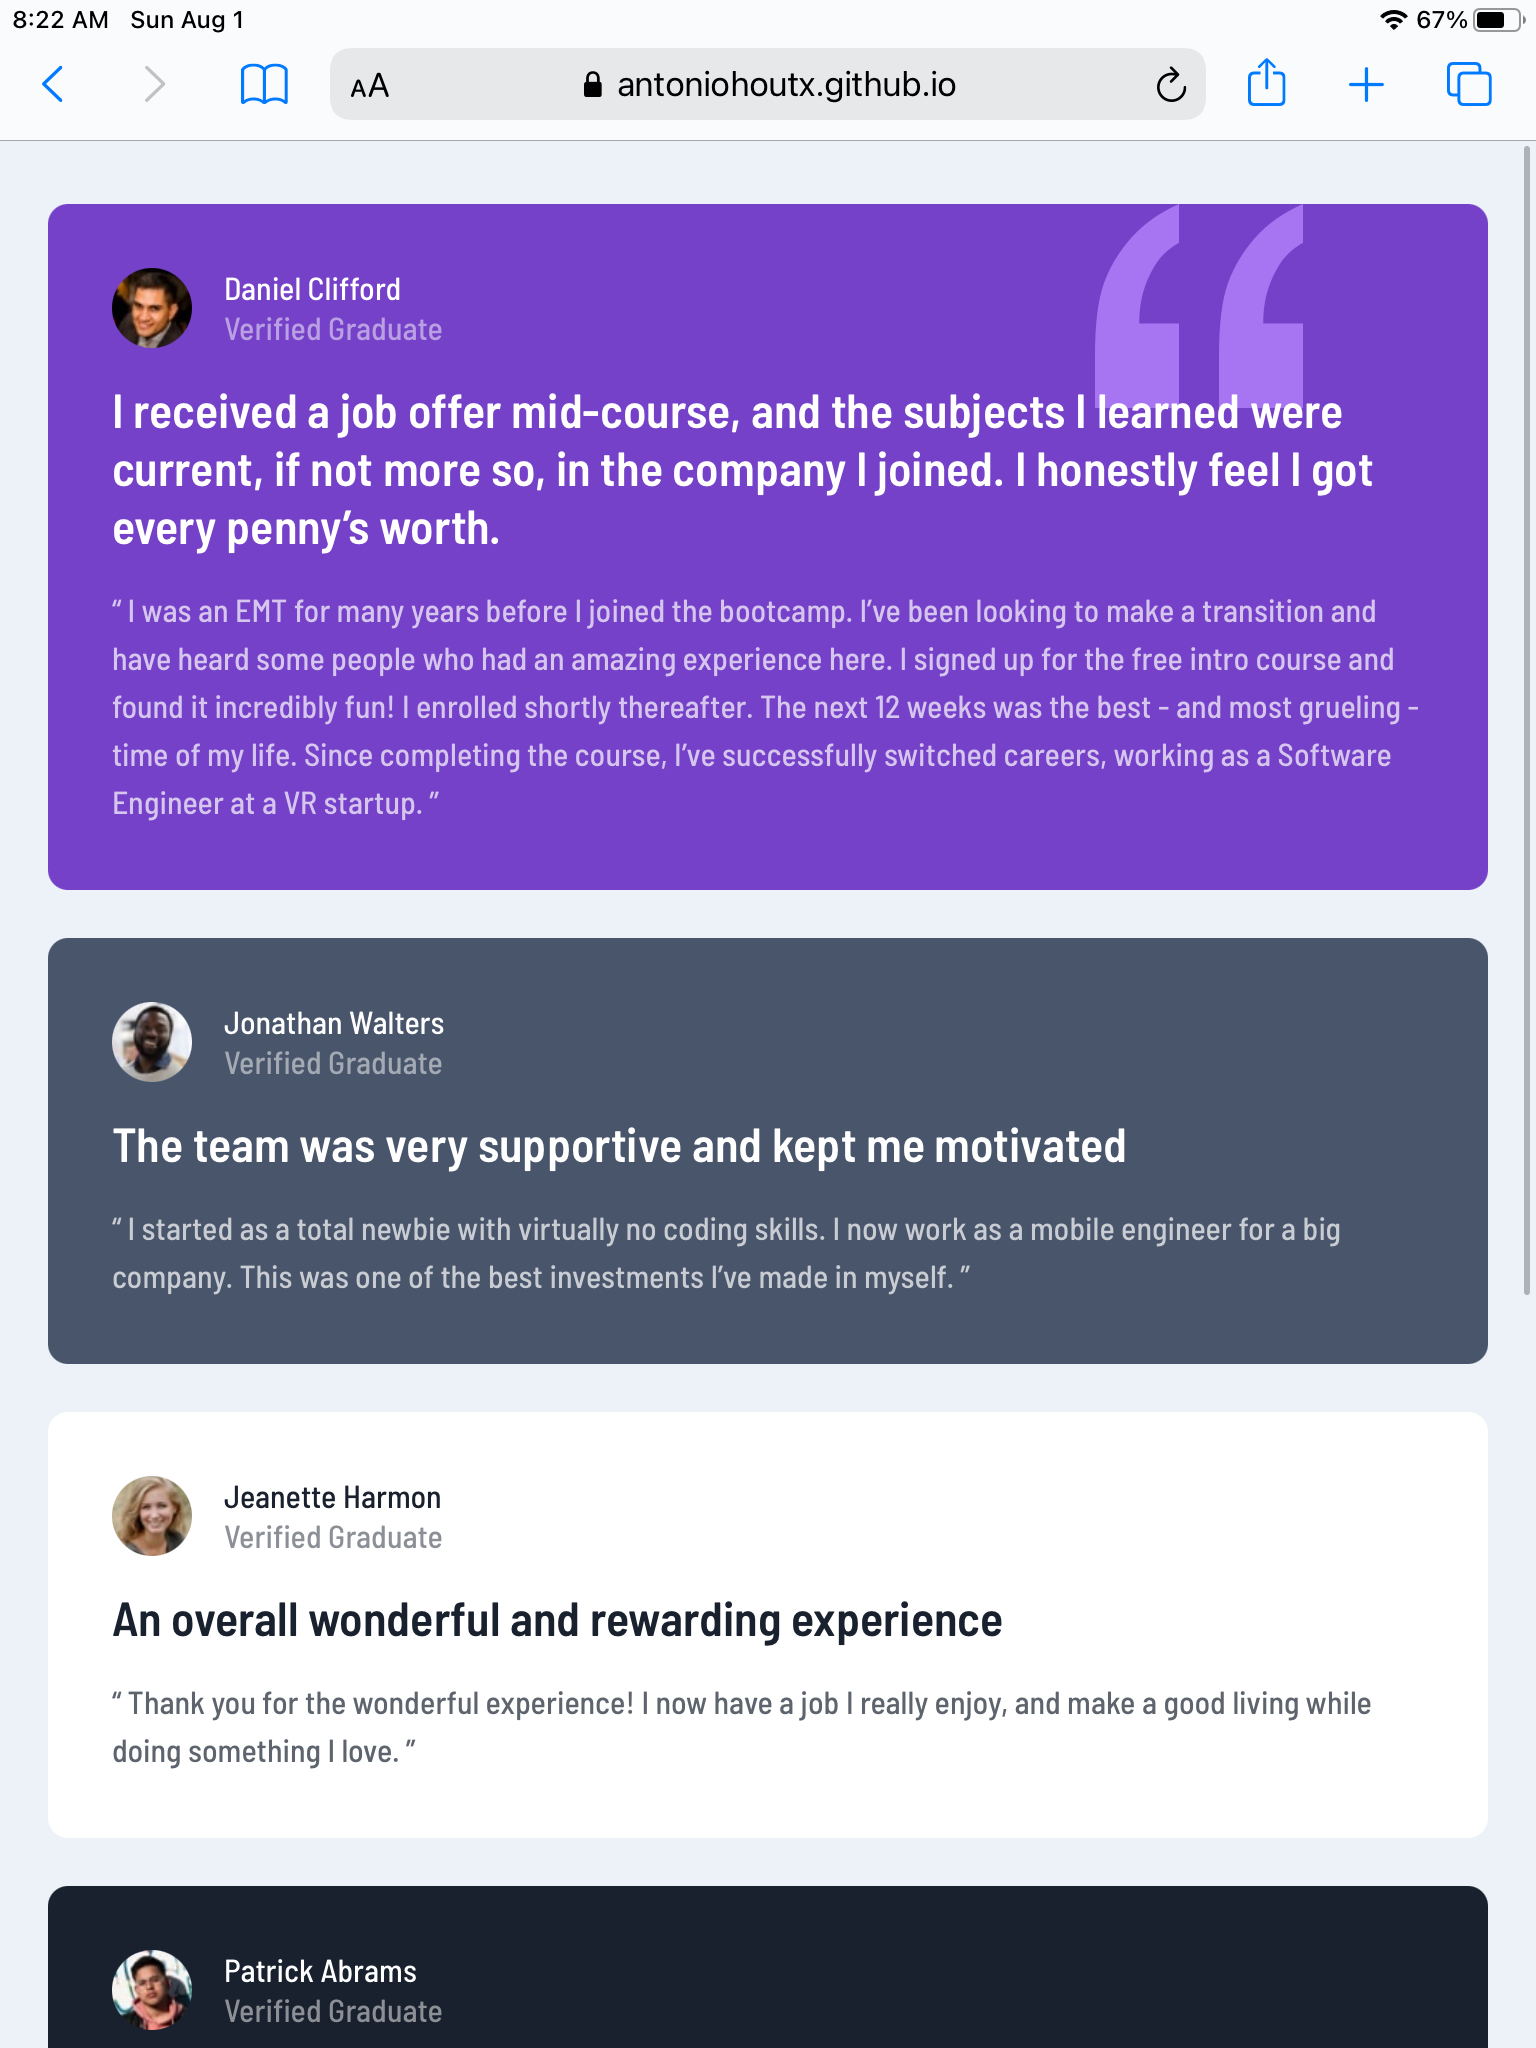 8:22 AM Sun Aug 1
67%
AA
antoniohoutx.github.io
Daniel Clifford
Verified Graduate
I received a job offer mid-course, and the subjects I learned were
current, if not more so, in the company I joined. I honestly feel I got
every penny’s worth.
“ I was an EMT for many years before I joined the bootcamp. I’ve been looking to make a transition and
have heard some people who had an amazing experience here. I signed up for the free intro course and
found it incredibly fun! I enrolled shortly thereafter. The next 12 weeks was the best - and most grueling -
time of my life. Since completing the course, I’ve successfully switched careers, working as a Software
Engineer at a VR startup. ”
Jonathan Walters
Verified Graduate
The team was very supportive and kept me motivated
“ I started as a total newbie with virtually no coding skills. I now work as a mobile engineer for a big
company. This was one of the best investments I’ve made in myself. ”
Jeanette Harmon
Verified Graduate
An overall wonderful and rewarding experience
“ Thank you for the wonderful experience! I now have a job I really enjoy, and make a good living while
doing something I love. ”
Patrick Abrams
Verified Graduate